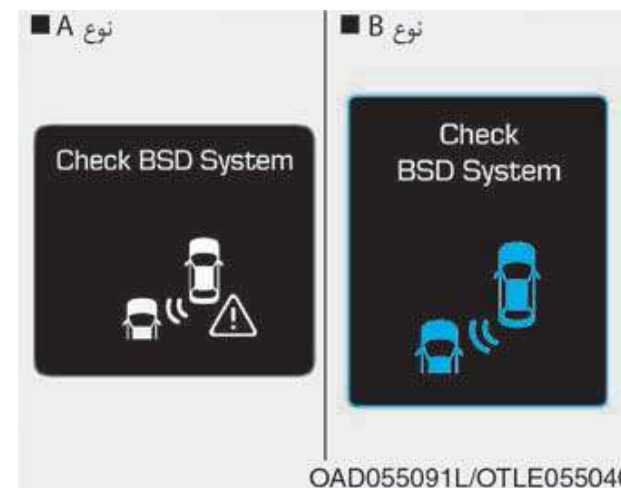 ■ A نوع
■ B نوع
Check BSD System
Check
BSD System
OAD055091L/OTLE05504